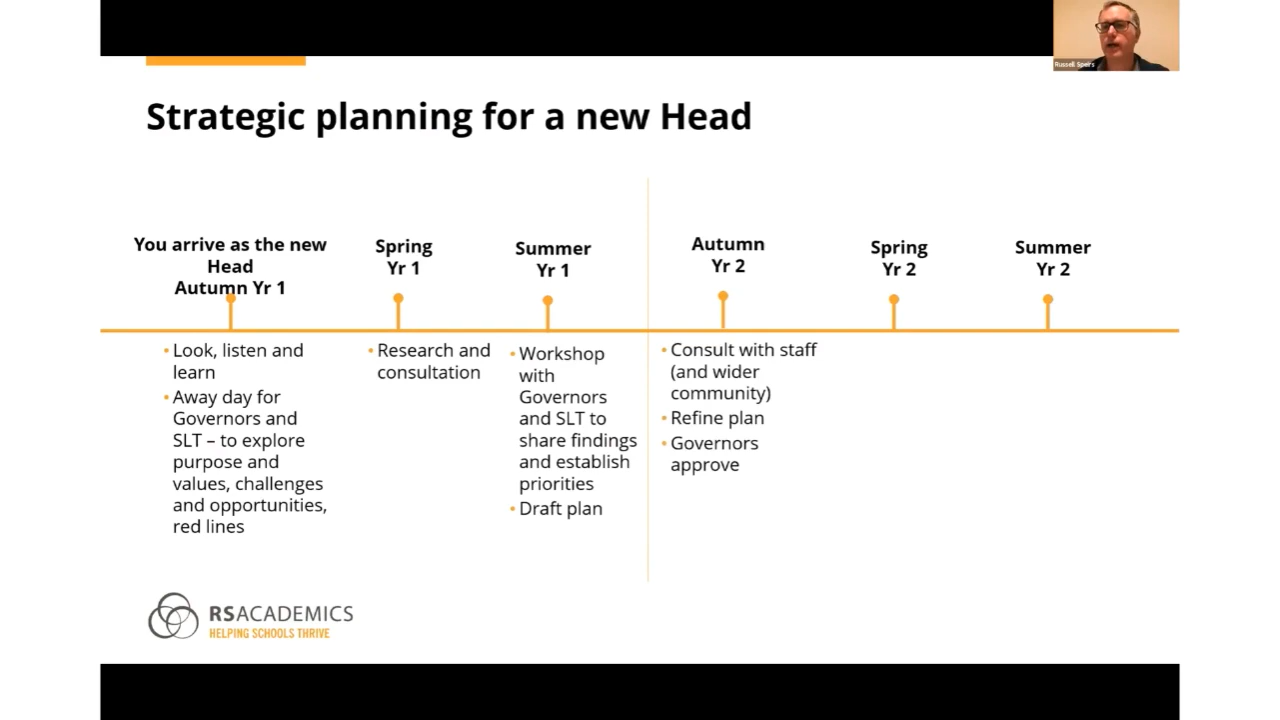 Russell Speirs
Strategic planning for a new Head
You arrive as the new
Head
Autumn Yr 1
Spring
Yr 1
Summer
Yr 1
Autumn
Yr 2
Spring
Yr 2
Summer
Yr 2
• Look, listen and
learn
• Away day for
Governors and
SLT – to explore
purpose and
values, challenges
and opportunities,
red lines
• Research and
consultation
• Workshop
with
Governors
and SLT to
share findings
and establish
priorities
• Draft plan
• Consult with staff
(and wider
community)
• Refine plan
• Governors
approve
RSACADEMICS
HELPING SCHOOLS THRIVE